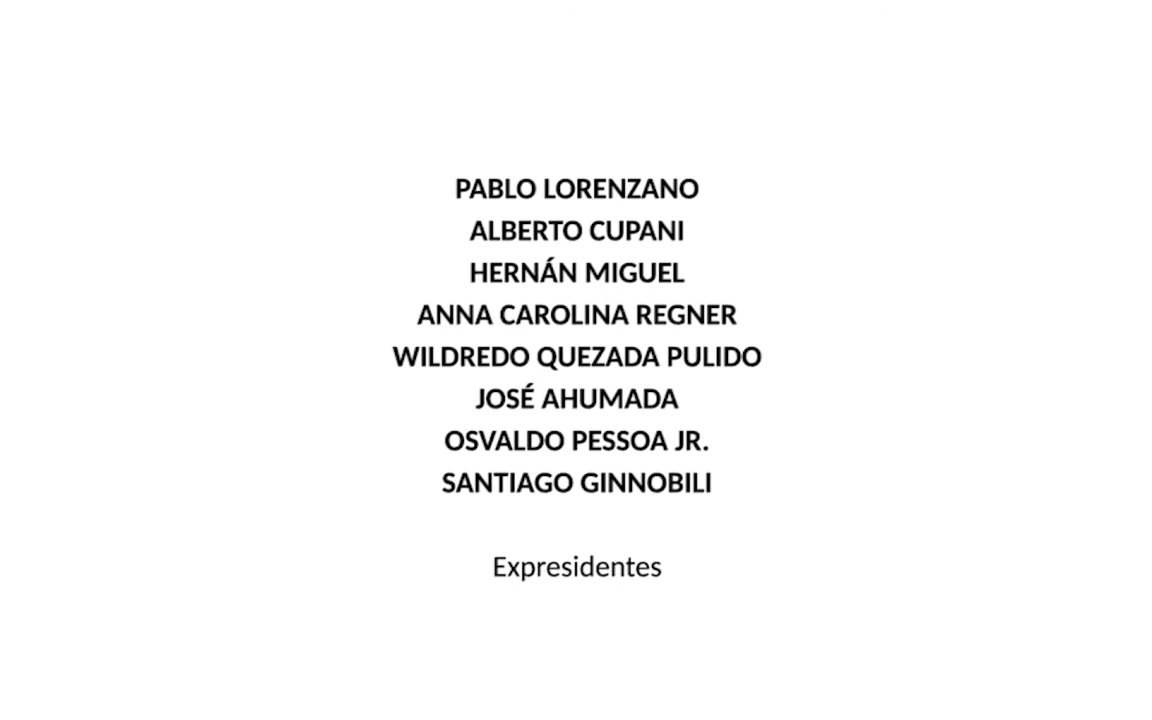 PABLO LORENZANO
ALBERTO CUPANI
HERNÁN MIGUEL
ANNA CAROLINA REGNER
WILDREDO QUEZADA PULIDO
JOSÉ AHUMADA
OSVALDO PESSOA JR.
SANTIAGO GINNOBILI
Expresidentes